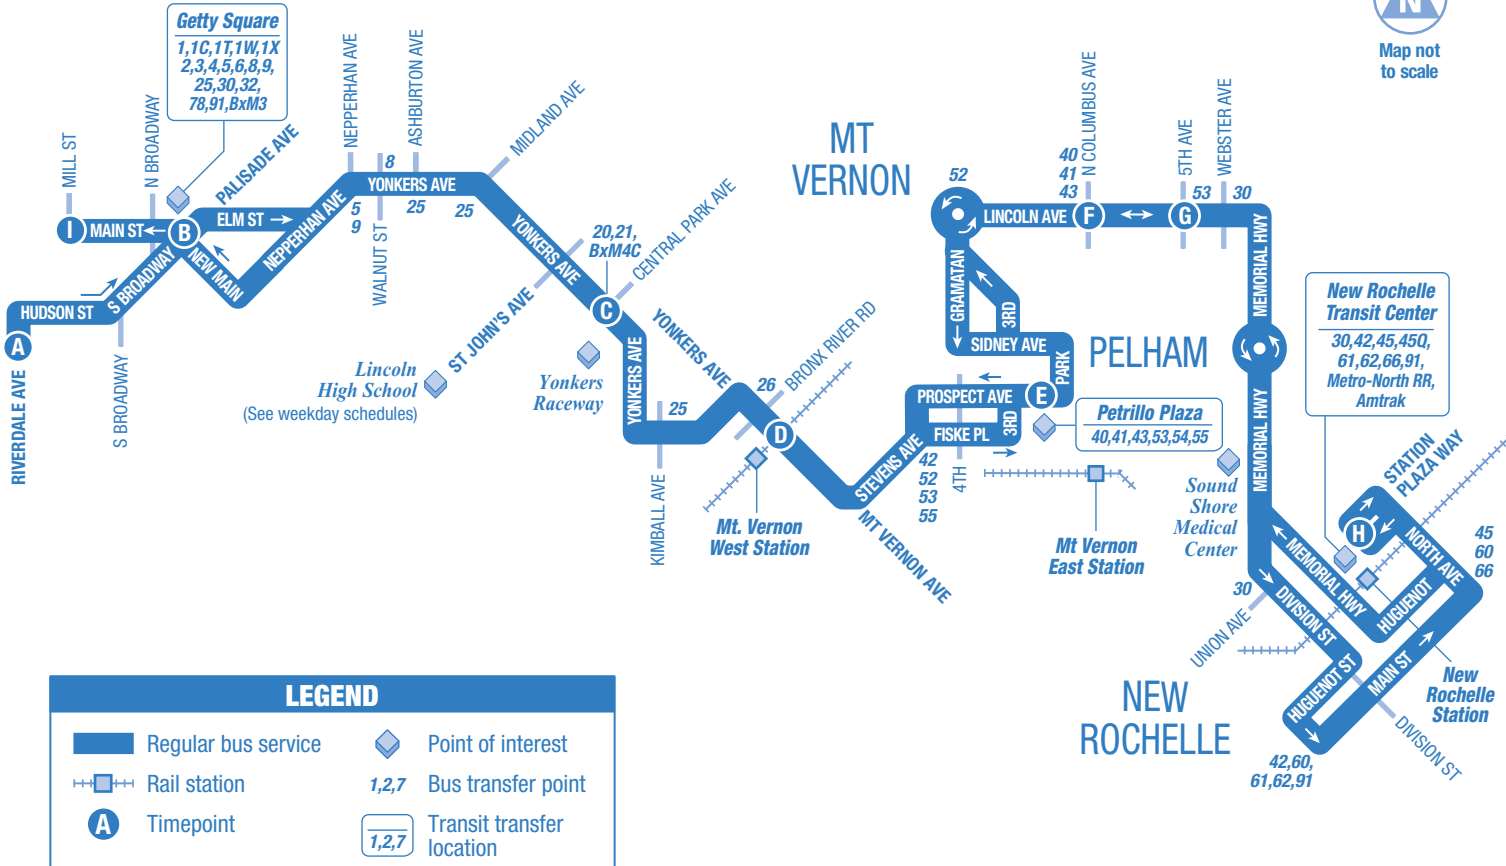 Getty Square
1,1C,1T,1W,1X
2,3,4,5,6,8,9,
25,30,32,
78,91,BxM3
N
Map not
to scale
MILL ST
N BROADWAY
PALISADE AVE
NEPPERHAN AVE
ASHBURTON AVE
MIDLAND AVE
8
YONKERS AVE
5
9
25
25
WALNUT ST
I
MAIN ST
B
ELM ST
NEPPERHAN AVE
NEW MAIN
S BROADWAY
HUDSON ST
A
RIVERDALE AVE
S BROADWAY
YONKERS AVE
20,21,
BxM4C
CENTRAL PARK AVE
C
ST JOHN'S AVE
Lincoln
High School
(See weekday schedules)
Yonkers
Raceway
YONKERS AVE
YONKERS AVE
25
KIMBALL AVE
26
BRONX RIVER RD
D
Mt. Vernon
West Station
STEVENS AVE
MT VERNON AVE
42
52
53
55
4TH
MT
VERNON
52
LINCOLN AVE
40
41
43
N COLUMBUS AVE
F
G
5TH AVE
53
WEBSTER AVE
30
GRAMATAN
3RD
SIDNEY AVE
PARK
PELHAM
PROSPECT AVE
E
FISKE PL
3RD
Petrillo Plaza
40,41,43,53,54,55
Mt Vernon
East Station
MEMORIAL HWY
MEMORIAL HWY
Sound
Shore
Medical
Center
New Rochelle
Transit Center
30,42,45,45Q,
61,62,66,91,
Metro-North RR,
Amtrak
STATION
PLAZA WAY
H
NORTH AVE
45
60
66
MEMORIAL HWY
HUGUENOT
30
UNION AVE
DIVISION ST
HUGUENOT ST
MAIN ST
New
Rochelle
Station
DIVISION ST
NEW
ROCHELLE
42,60,
61,62,91
LEGEND
Regular bus service
Point of interest
Rail station
1,2,7 Bus transfer point
A Timepoint
1,2,7 Transit transfer
location